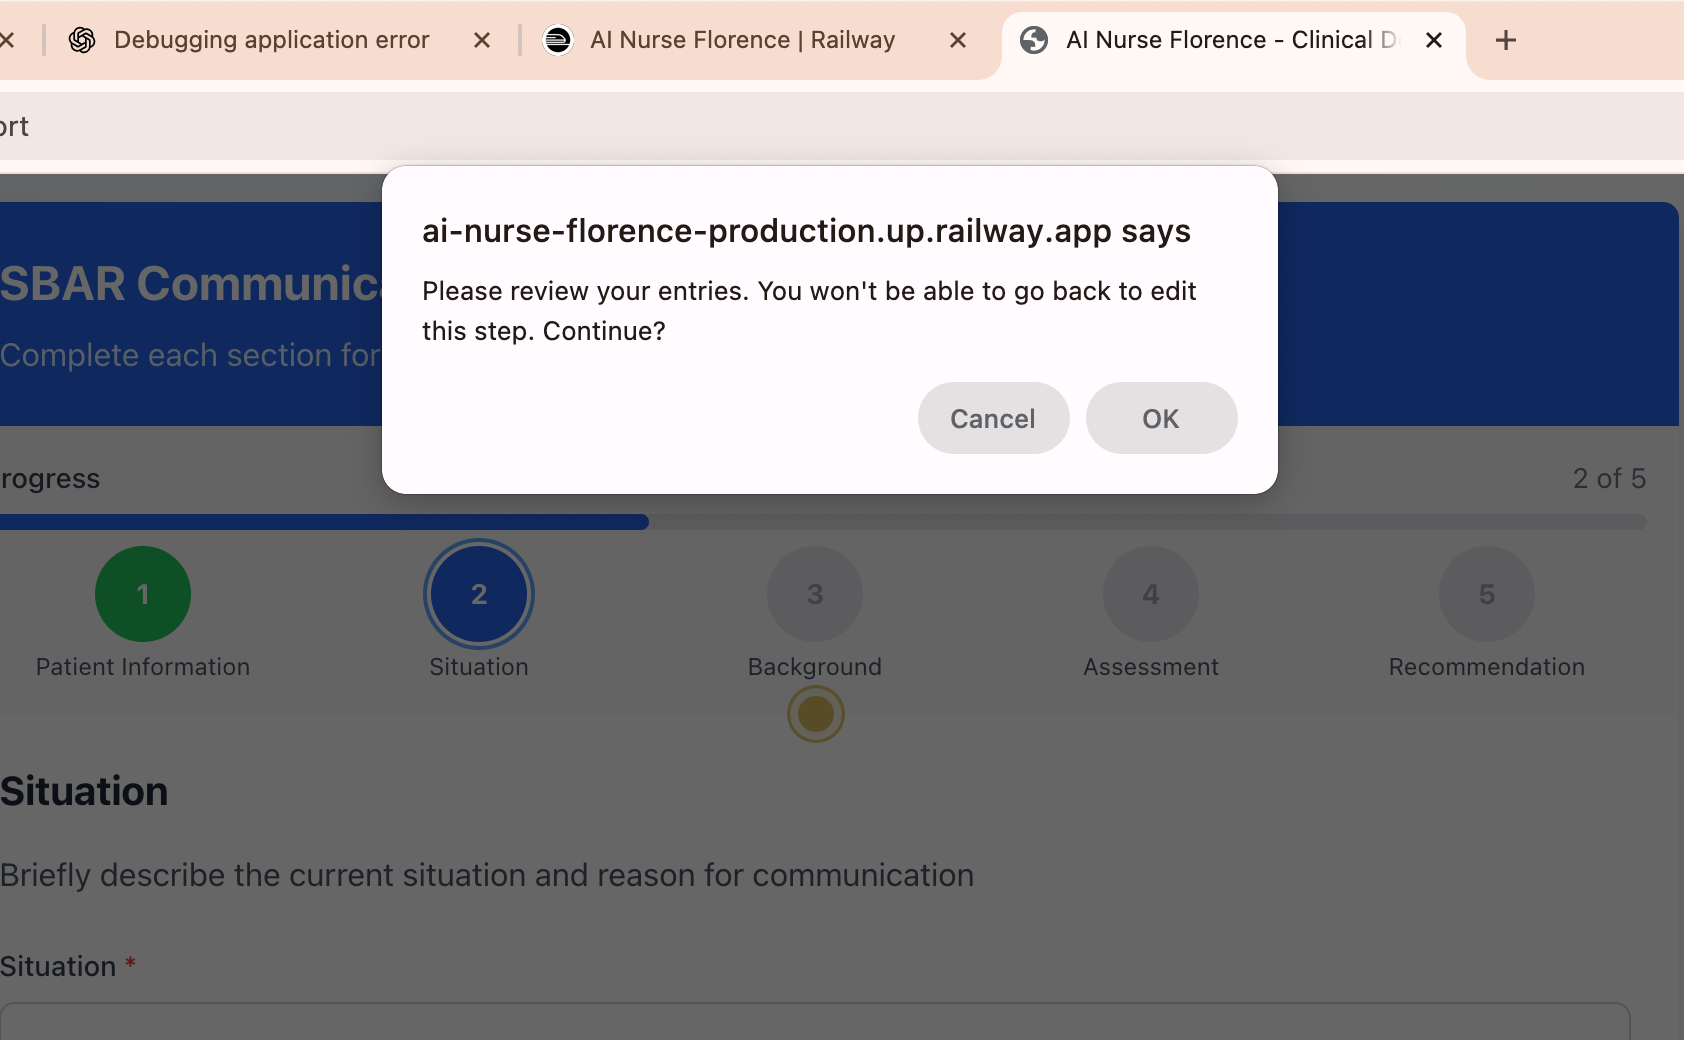 Debugging application error
AI Nurse Florence | Railway
AI Nurse Florence - Clinical D
ort
ai-nurse-florence-production.up.railway.app says
Please review your entries. You won't be able to go back to edit
this step. Continue?
Cancel
OK
SBAR Communica
Complete each section for
rogress
2 of 5
1
2
3
4
5
Patient Information
Situation
Background
Assessment
Recommendation
Situation
Briefly describe the current situation and reason for communication
Situation *